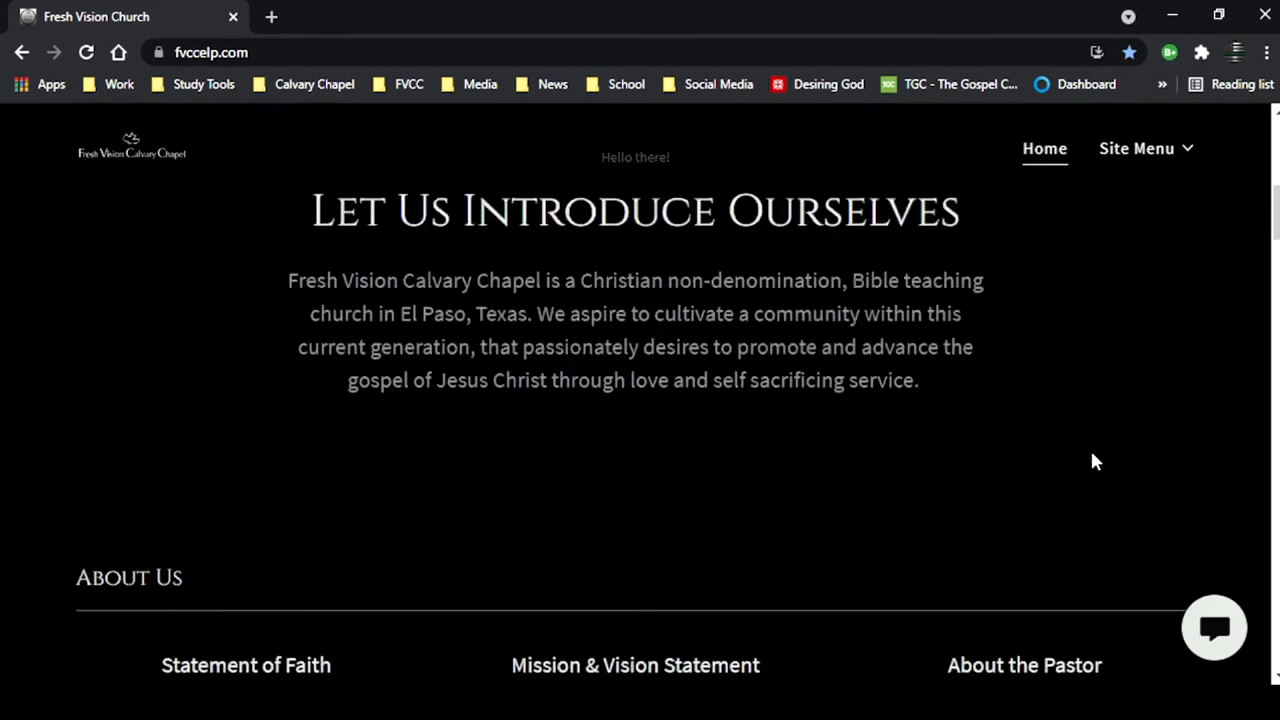 Fresh Vision Church
fvccelp.com
Apps Work Study Tools Calvary Chapel FVCC Media News School Social Media Desiring God TGC TGC - The Gospel C... Dashboard » Reading list
Fresh Vision Calvary Chapel
Home Site Menu
Hello there!
Let Us Introduce Ourselves
Fresh Vision Calvary Chapel is a Christian non-denomination, Bible teaching
church in El Paso, Texas. We aspire to cultivate a community within this
current generation, that passionately desires to promote and advance the
gospel of Jesus Christ through love and self sacrificing service.
About Us
Statement of Faith Mission & Vision Statement About the Pastor